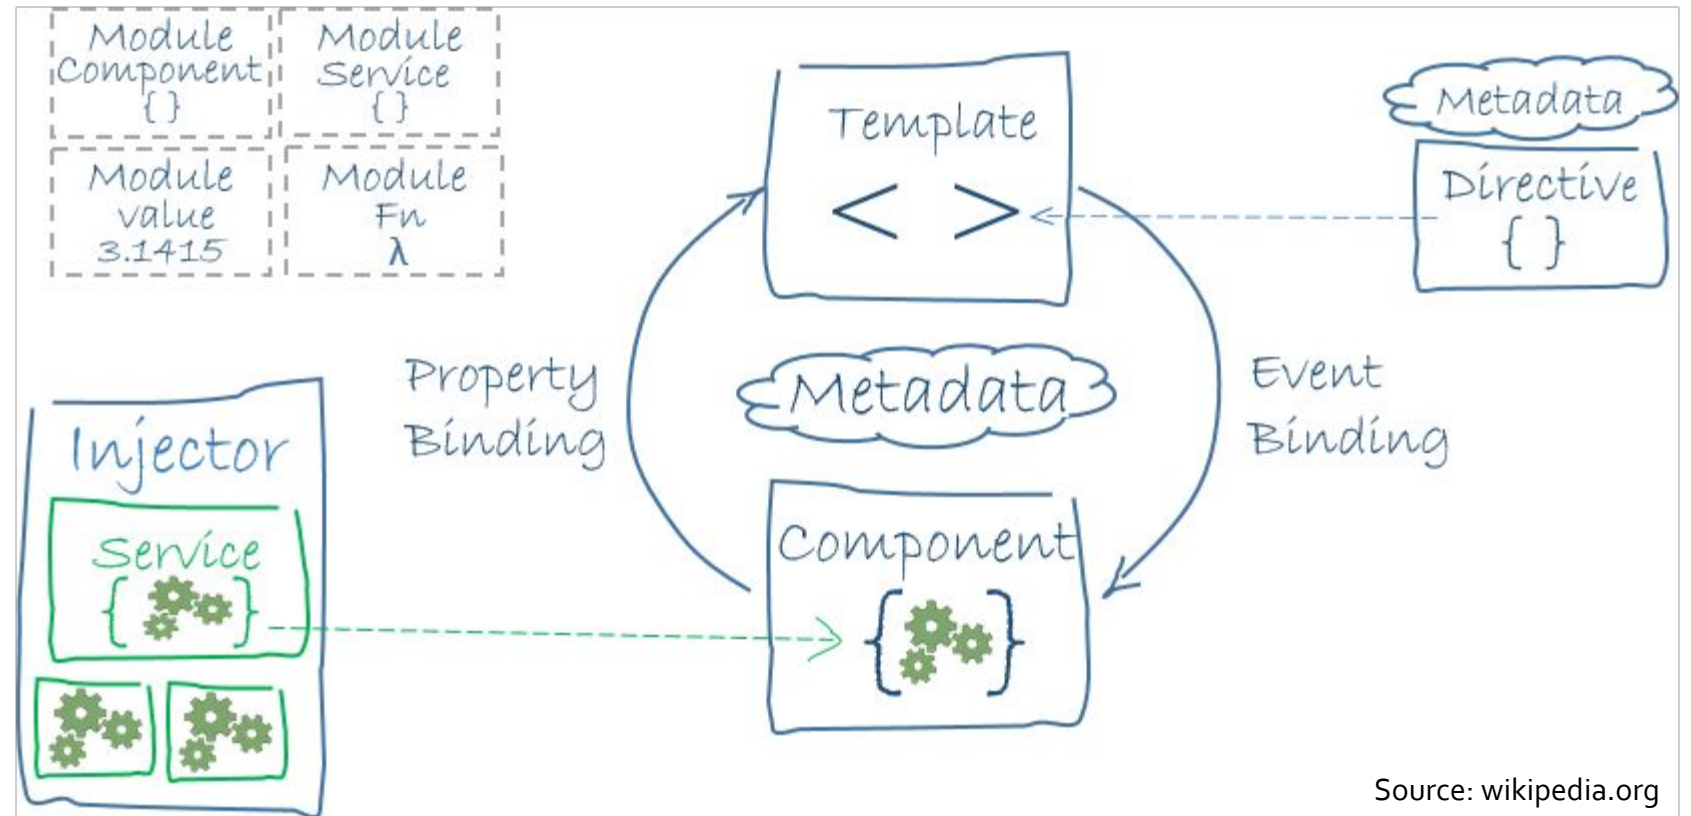 Module
Component
{ }
Module
Service
{ }
Module
value
3.1415
Module
Fn
λ
Template
< >
Metadata
Directive
{ }
Property
Binding
Metadata
Event
Binding
Injector
Service
{ }
Component
{ }
Source: wikipedia.org